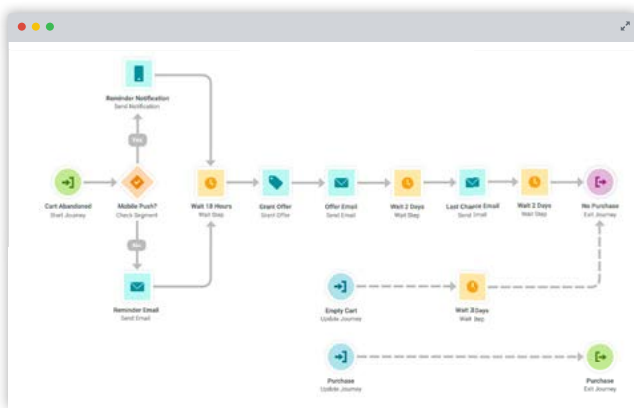 Reminder Notification
Send Notification
Yes
Cart Abandoned
Start Journey
Mobile Push?
Check Segment
Wait 18 Hours
Wait Step
Grant Offer
Grant Offer
Offer Email
Send Email
Wait 2 Days
Wait Step
Last Chance Email
Send Email
Wait 2 Days
Wait Step
No Purchase
Exit Journey
No
Reminder Email
Send Email
Empty Cart
Update Journey
Wait 3 Days
Wait Step
Purchase
Update Journey
Purchase
Exit Journey